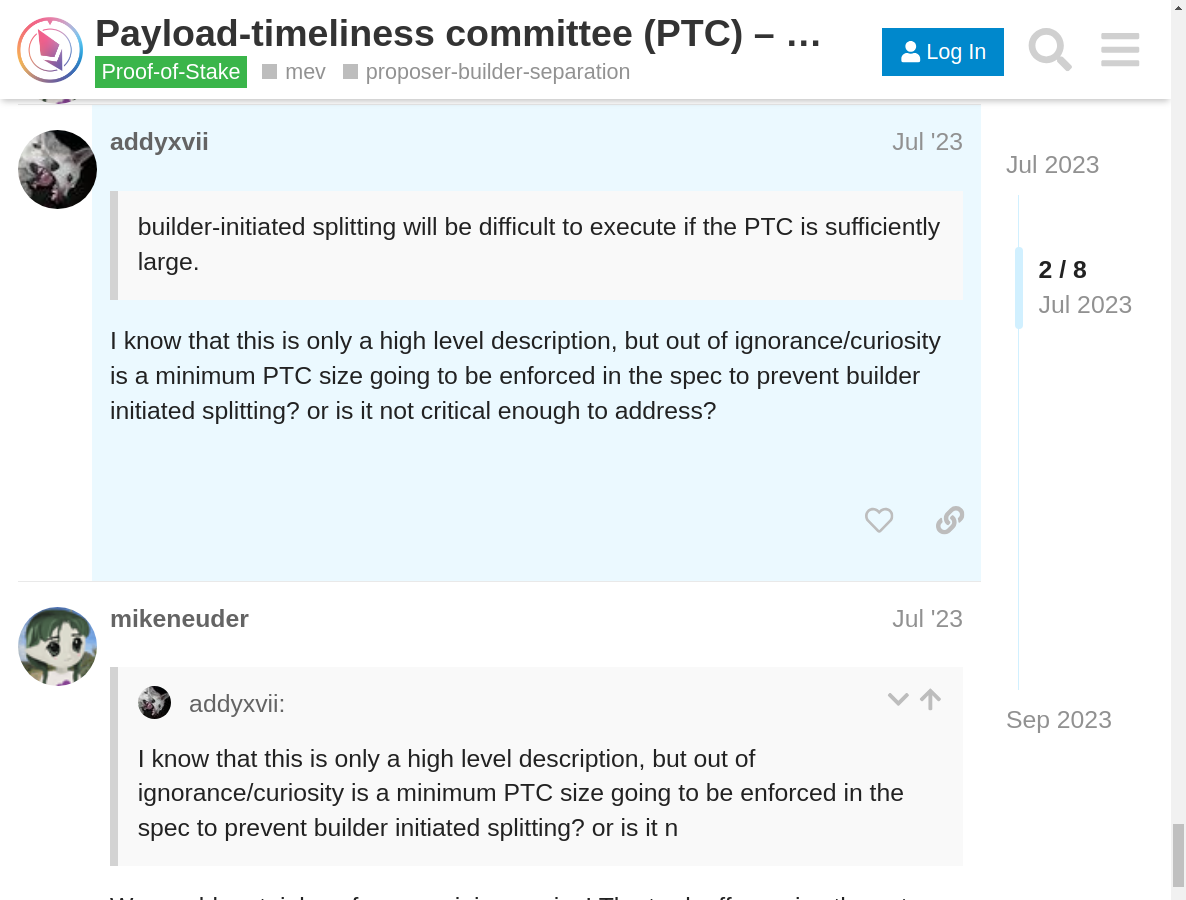 Payload-timeliness committee (PTC) – …
Log In
Proof-of-Stake mev proposer-builder-separation
addyxvii Jul '23
builder-initiated splitting will be difficult to execute if the PTC is sufficiently
large.
I know that this is only a high level description, but out of ignorance/curiosity
is a minimum PTC size going to be enforced in the spec to prevent builder
initiated splitting? or is it not critical enough to address?
Jul 2023
2 / 8
Jul 2023
Sep 2023
mikeneuder Jul '23
addyxvii:
I know that this is only a high level description, but out of
ignorance/curiosity is a minimum PTC size going to be enforced in the
spec to prevent builder initiated splitting? or is it n